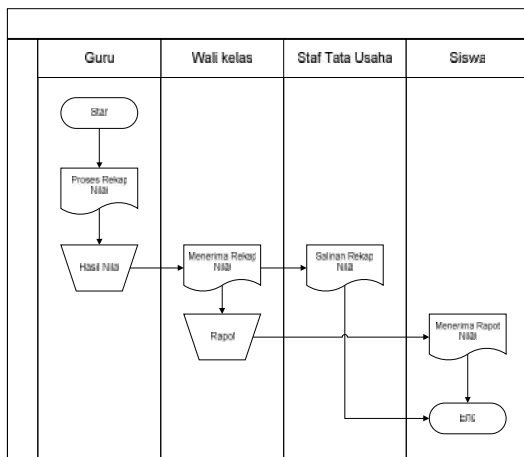 Guru
Wali kelas
Staf Tata Usaha
Siswa
Star
Proses Rekap
Nilai
Hasil Nilai
Menerima Rekap
Nilai
Salinan Rekap
Nilai
Rapot
Menerima Rapot
Nilai
End